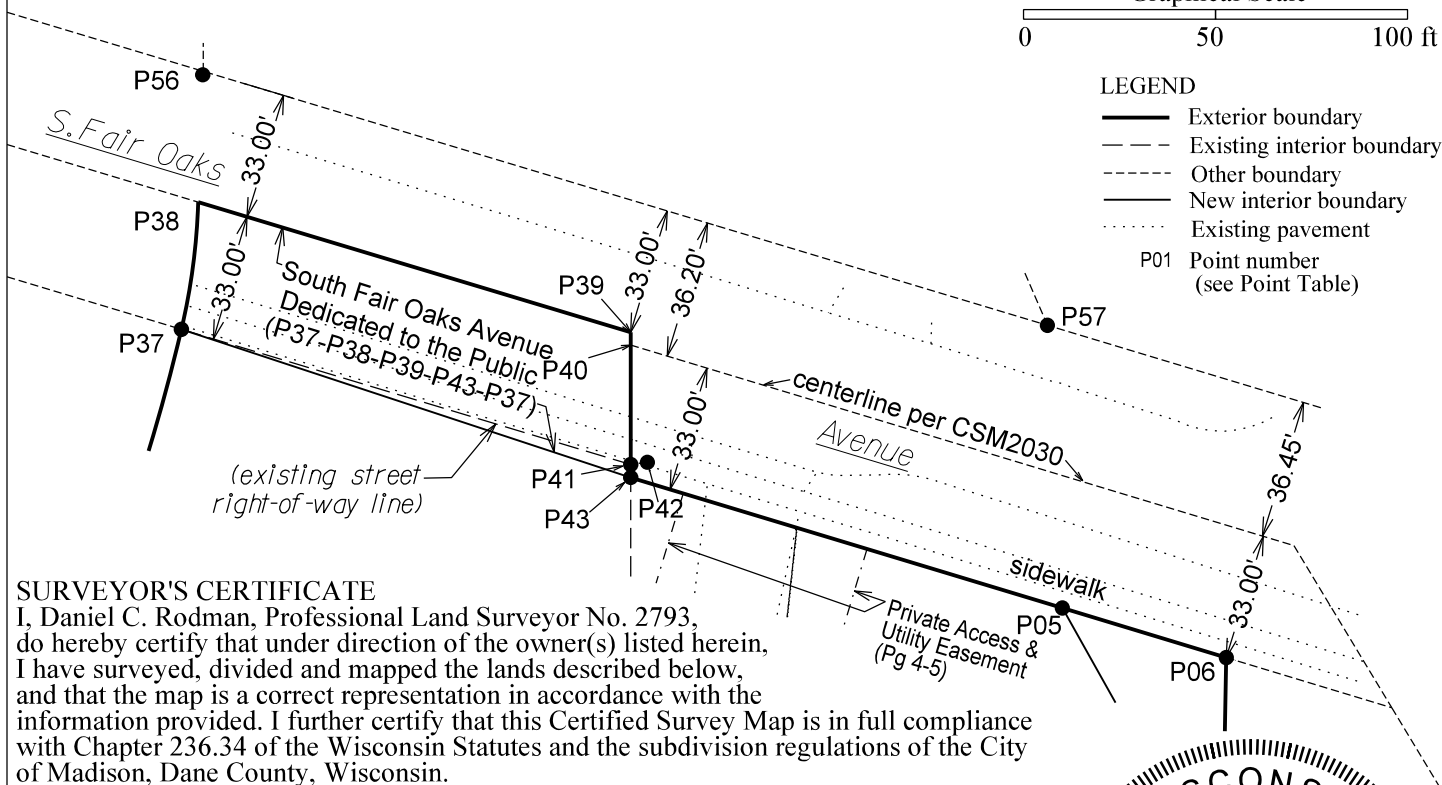 Graphical Scale
0 50 100 ft
LEGEND
Exterior boundary
Existing interior boundary
Other boundary
New interior boundary
Existing pavement
P01 Point number
(see Point Table)
P56
S. Fair Oaks
33.00'
P38
33.00'
P37
South Fair Oaks Avenue
Dedicated to the Public
(P37-P38-P39-P43-P37)
P39
33.00'
36.20'
P40
P57
centerline per CSM2030
Avenue
33.00'
36.45'
(existing street
right-of-way line)
P41
P42
P43
sidewalk
33.00'
P05
P06
Private Access &
Utility Easement
(Pg 4-5)
SURVEYOR'S CERTIFICATE
I, Daniel C. Rodman, Professional Land Surveyor No. 2793,
do hereby certify that under direction of the owner(s) listed herein,
I have surveyed, divided and mapped the lands described below,
and that the map is a correct representation in accordance with the
information provided. I further certify that this Certified Survey Map is in full compliance
with Chapter 236.34 of the Wisconsin Statutes and the subdivision regulations of the City
of Madison, Dane County, Wisconsin.